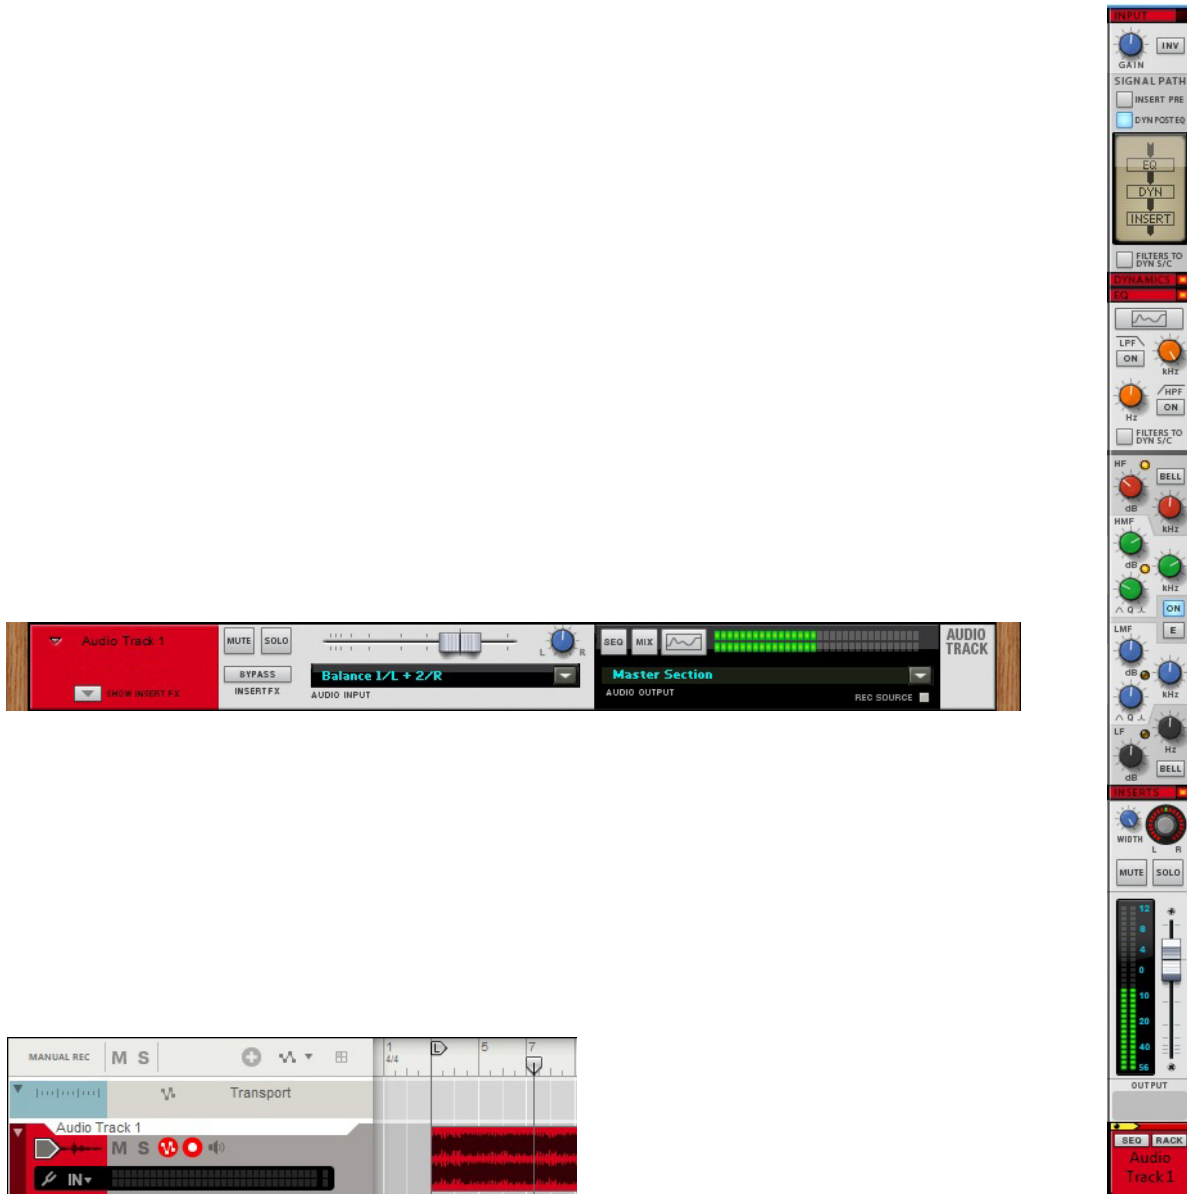 INPUT
GAIN
INV
SIGNAL PATH
INSERT PRE
DYN POST EQ
EQ
DYN
INSERT
FILTERS TO
DYN S/C
DYNAMICS
EQ
LPF
ON
kHz
HPF
ON
Hz
FILTERS TO
DYN S/C
HF
BELL
dB
kHz
HMF
dB
kHz
Q
ON
LMF
E
dB
kHz
Q
LF
Hz
dB
BELL
INSERTS
WIDTH
L R
MUTE SOLO
12
8
4
0
10
20
40
56
OUTPUT
SEQ RACK
Audio
Track 1
Audio Track 1
SHOW INSERT FX
MUTE SOLO
BYPASS
INSERT FX
L R
Balance 1/L + 2/R
AUDIO INPUT
SEQ MIX
Master Section
AUDIO OUTPUT
REC SOURCE
AUDIO
TRACK
MANUAL REC M S
1 L 5 7
4/4
Transport
Audio Track 1
M S
IN